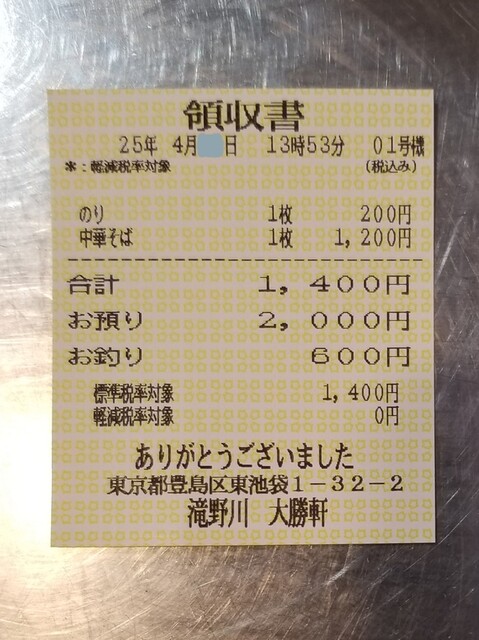 領収書
25年 4月 日 13時53分 01号機
*:軽減税率対象 (税込み)
のり 1枚 200円
中華そば 1枚 1,200円
合計 1,400円
お預り 2,000円
お釣り 600円
標準税率対象 1,400円
軽減税率対象 0円
ありがとうございました
東京都豊島区東池袋1-32-2
滝野川 大勝軒